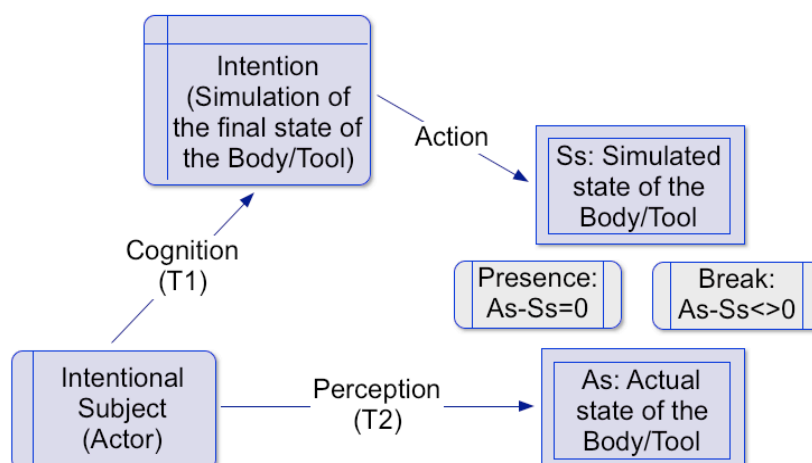 Intention
(Simulation of
the final state of
the Body/Tool)
Action
Ss: Simulated
state of the
Body/Tool
Cognition
(T1)
Presence:
As-Ss=0
Break:
As-Ss<>0
Intentional
Subject
(Actor)
Perception
(T2)
As: Actual
state of the
Body/Tool